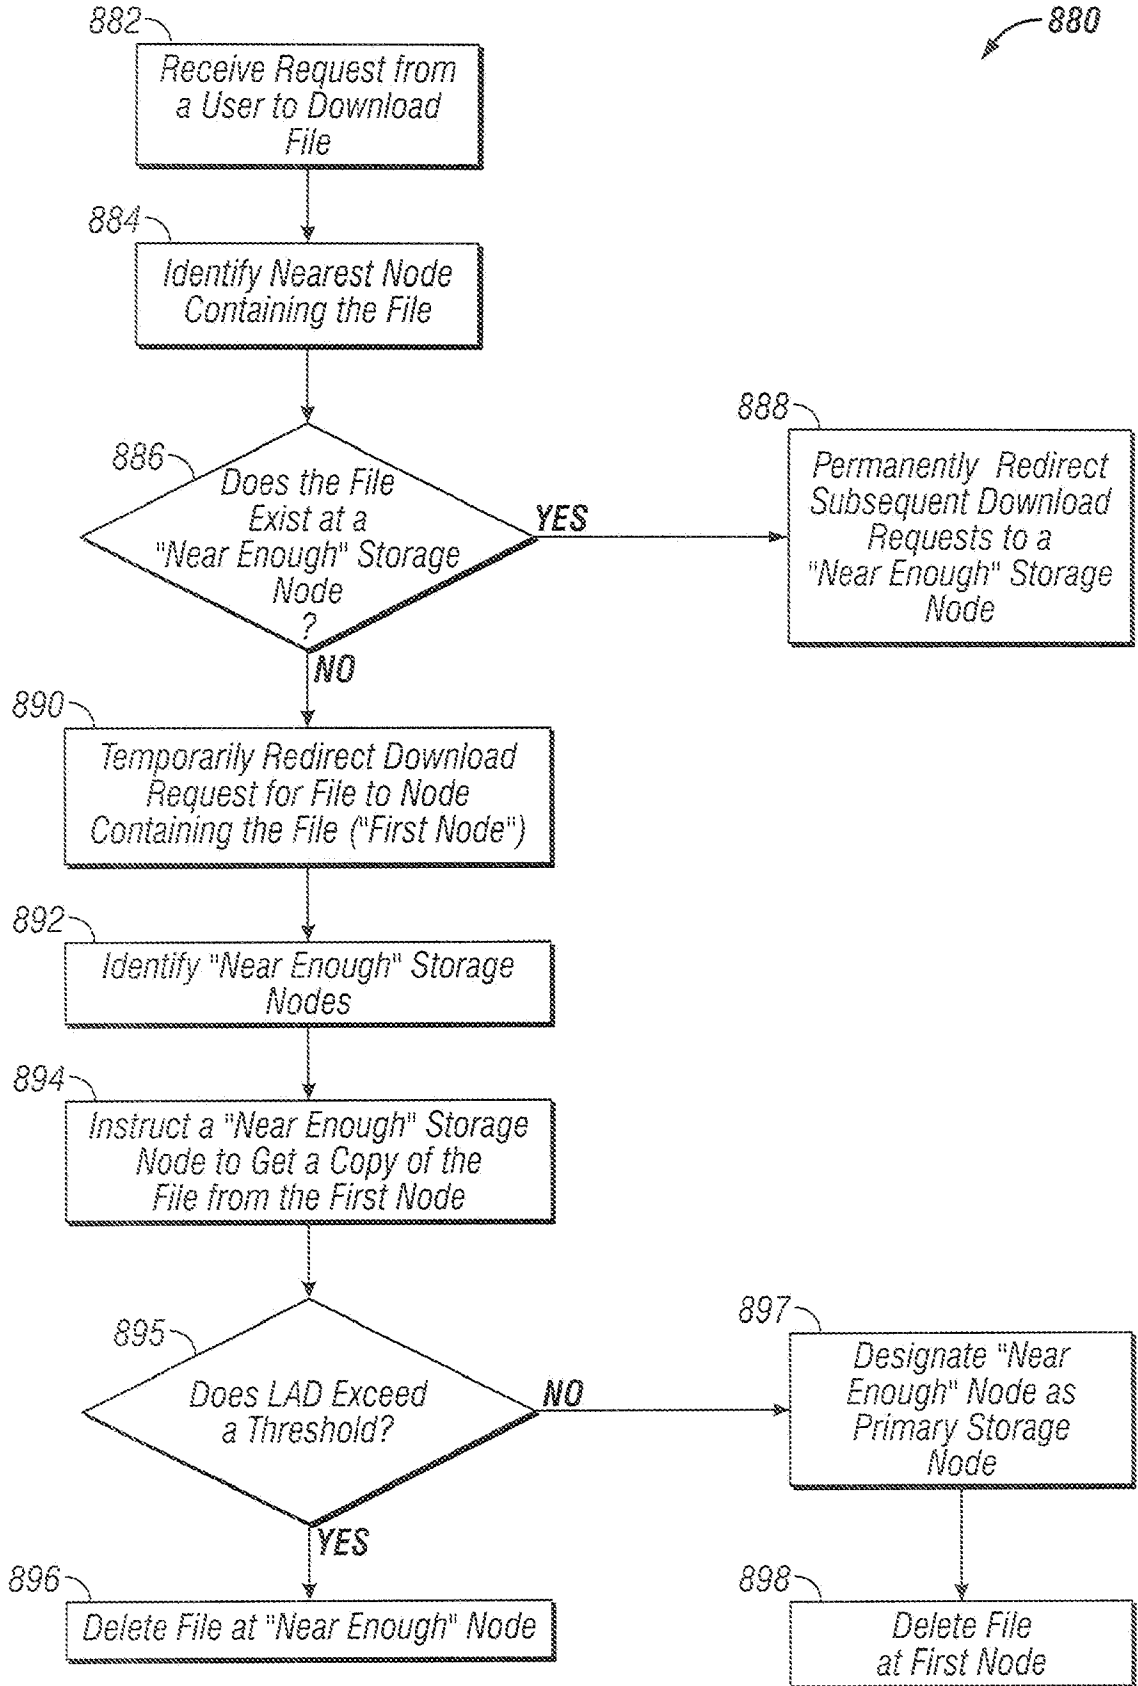 882
880
Receive Request from
a User to Download
File
884
Identify Nearest Node
Containing the File
886
Does the File
Exist at a
"Near Enough" Storage
Node
?
YES
NO
888
Permanently Redirect
Subsequent Download
Requests to a
"Near Enough" Storage
Node
890
Temporarily Redirect Download
Request for File to Node
Containing the File ("First Node")
892
Identify "Near Enough" Storage
Nodes
894
Instruct a "Near Enough" Storage
Node to Get a Copy of the
File from the First Node
895
Does LAD Exceed
a Threshold?
NO
YES
897
Designate "Near
Enough" Node as
Primary Storage
Node
896
Delete File at "Near Enough" Node
898
Delete File
at First Node